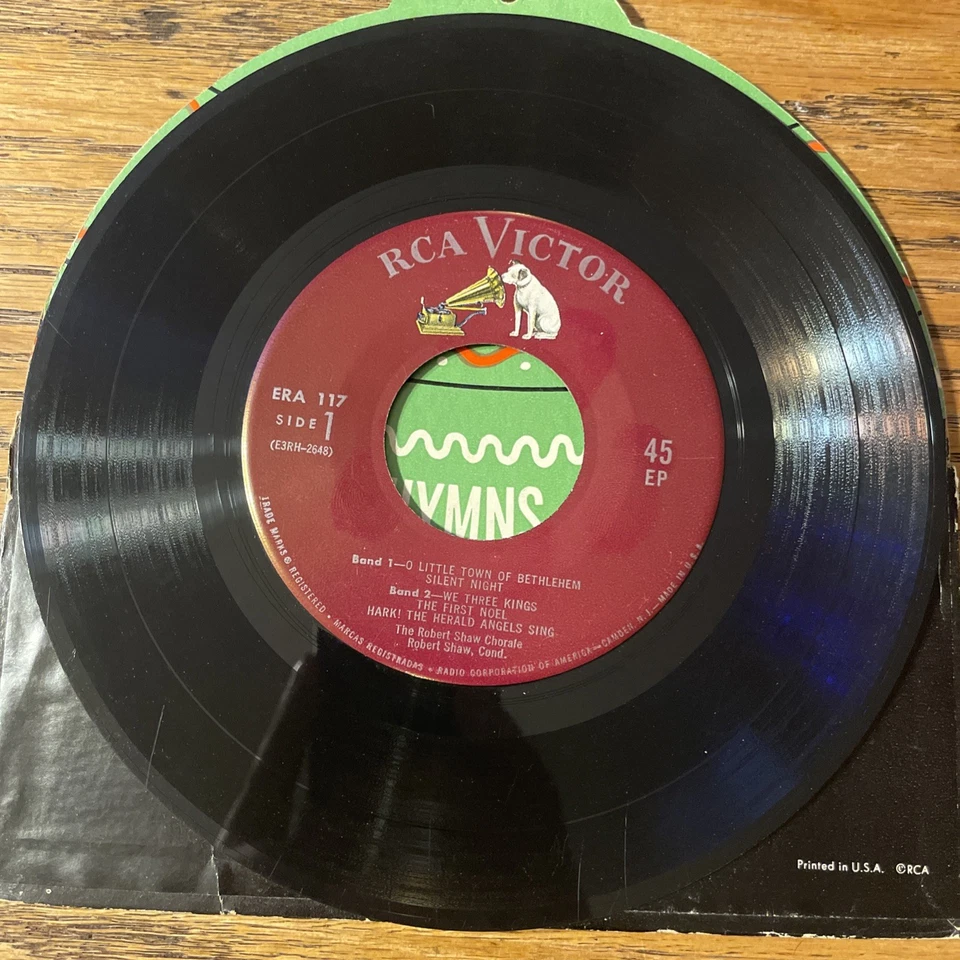 RCA VICTOR
ERA 117
SIDE 1
(E3RH-2648)
45
EP
YMNS
Band 1—O LITTLE TOWN OF BETHLEHEM
SILENT NIGHT
Band 2—WE THREE KINGS
THE FIRST NOEL
HARK! THE HERALD ANGELS SING
The Robert Shaw Chorale
Robert Shaw, Cond.
TRADE MARKS ® REGISTERED • MARCAS REGISTRADAS • RADIO CORPORATION OF AMERICA—CAMDEN, N. J.—MADE IN U.S.A.
Printed in U.S.A. ©RCA